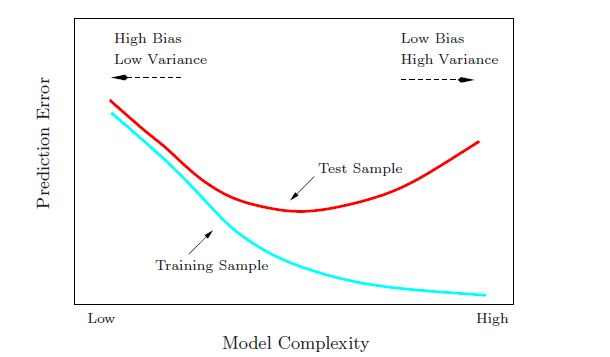 High Bias
Low Variance
Low Bias
High Variance
Prediction Error
Test Sample
Training Sample
Low
High
Model Complexity